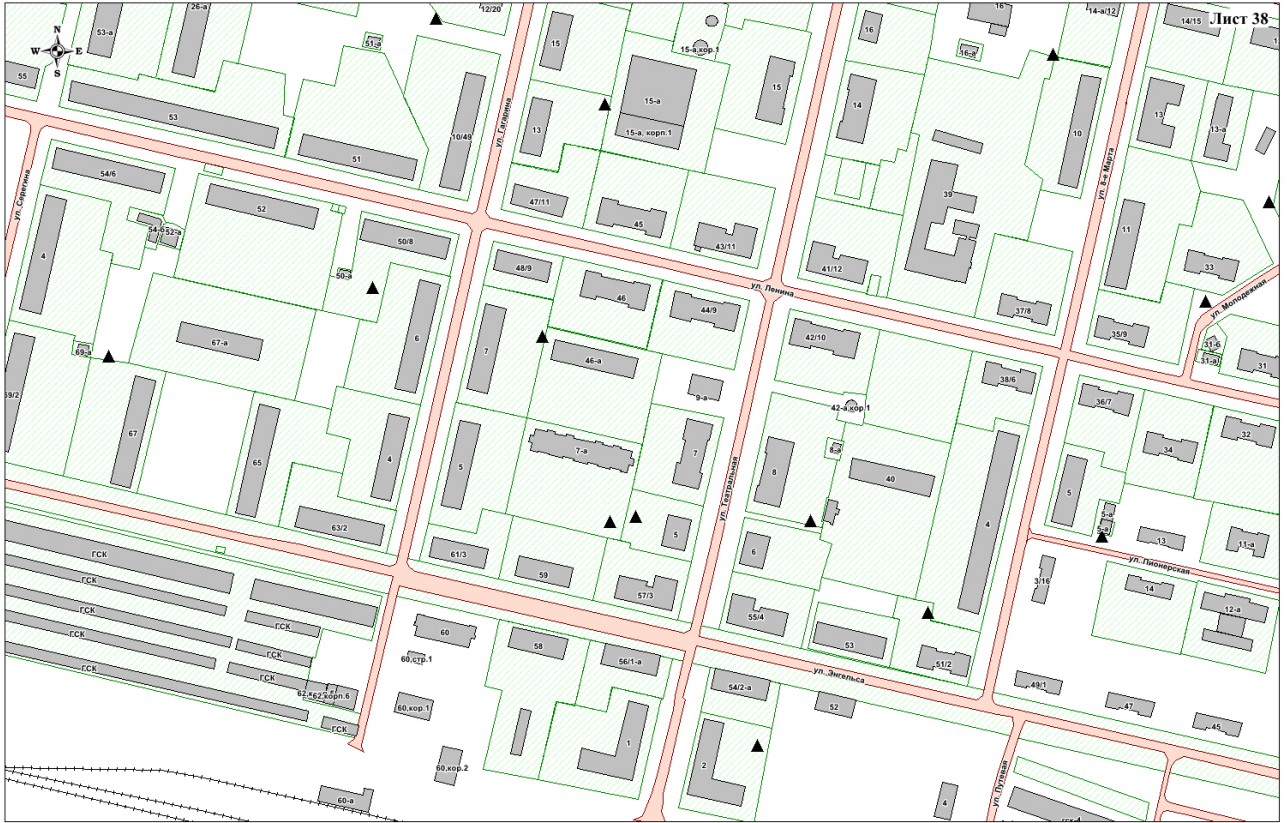 Лист 38
N
W E
S
12/20
16
14-а/12
14/15
26-а
53-а
51-а
15
15-а,кор.1
16
16-а
55
15
15-а
14
10
13
13-а
53
10/49
ул. Гагарина
13
15-а, корп.1
51
39
ул. 8-е Марта
54/6
ул. Серегина
52
47/11
45
43/11
11
50/8
41/12
33
4
50-а
48/9
46
ул. Ленина
ул. Молодежная
44/9
37/8
35/9
67-а
6
7
46-а
42/10
31-б
31-а
31
69-а
38/6
9-а
42-а,кор.1
36/7
32
67
65
4
5
7-а
7
8
8-а
34
40
5
ул. Театральная
4
5-а
5-а
63/2
5
13
11-а
ГСК
61/3
59
6
ул. Пионерская
3/16
14
57/3
12-а
ГСК
ГСК
55/4
60
58
53
ГСК
ГСК
60,стр.1
56/1-а
51/2
ГСК
ул. Энгельса
54/2-а
49/1
62,корп.6
60,кор.1
52
47
ГСК
1
45
2
60,кор.2
ул. Путевая
60-а
4